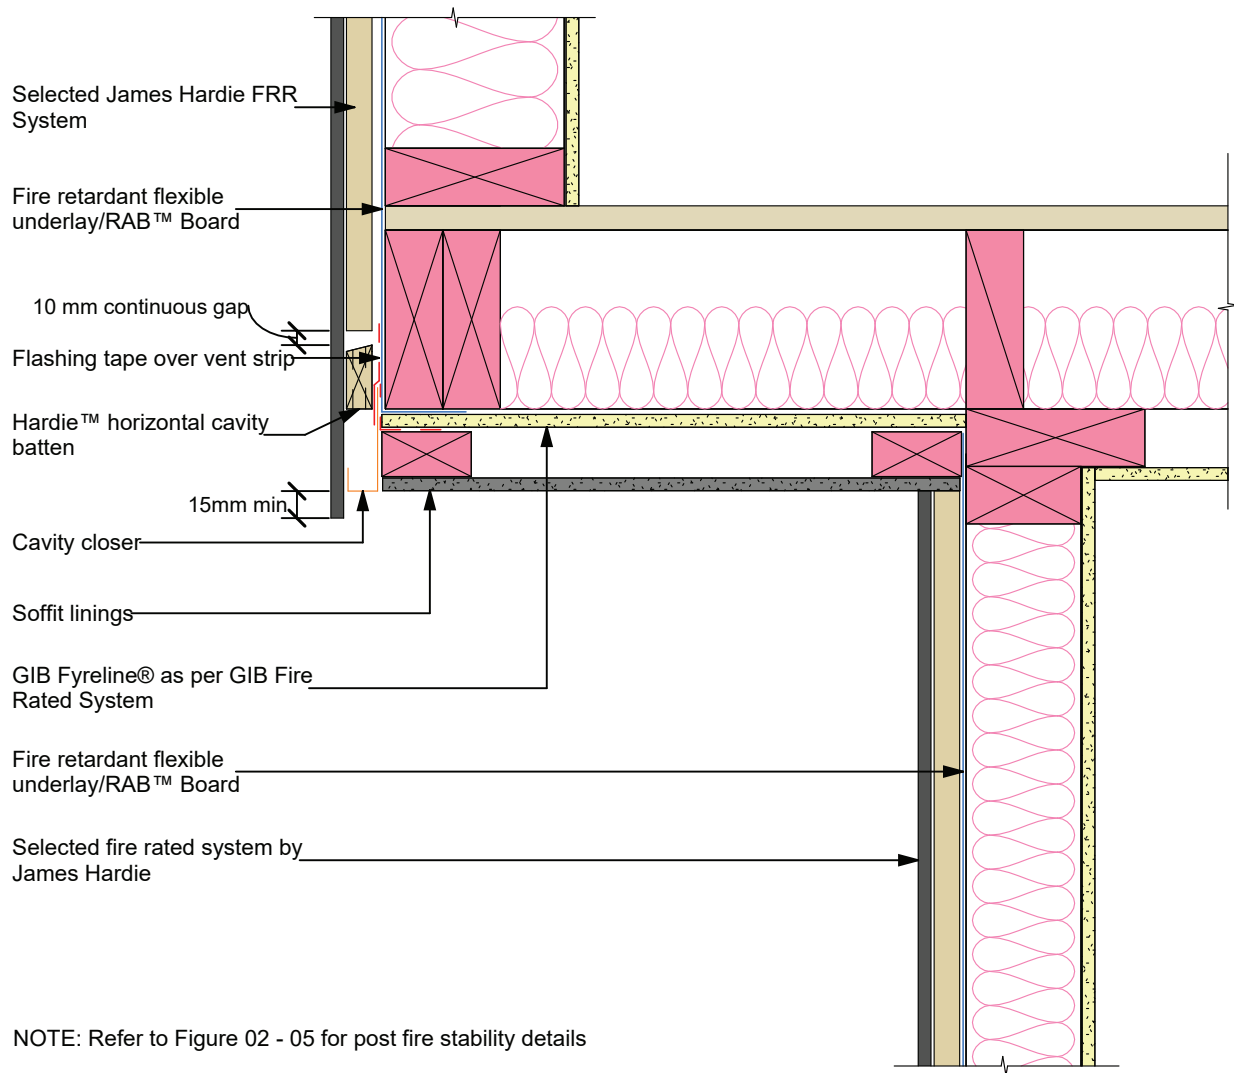 Selected James Hardie FRR
System
Fire retardant flexible
underlay/RAB™ Board
10 mm continuous gap
Flashing tape over vent strip
Hardie™ horizontal cavity
batten
15mm min
Cavity closer
Soffit linings
GIB Fyreline® as per GIB Fire
Rated System
Fire retardant flexible
underlay/RAB™ Board
Selected fire rated system by
James Hardie
NOTE: Refer to Figure 02 - 05 for post fire stability details